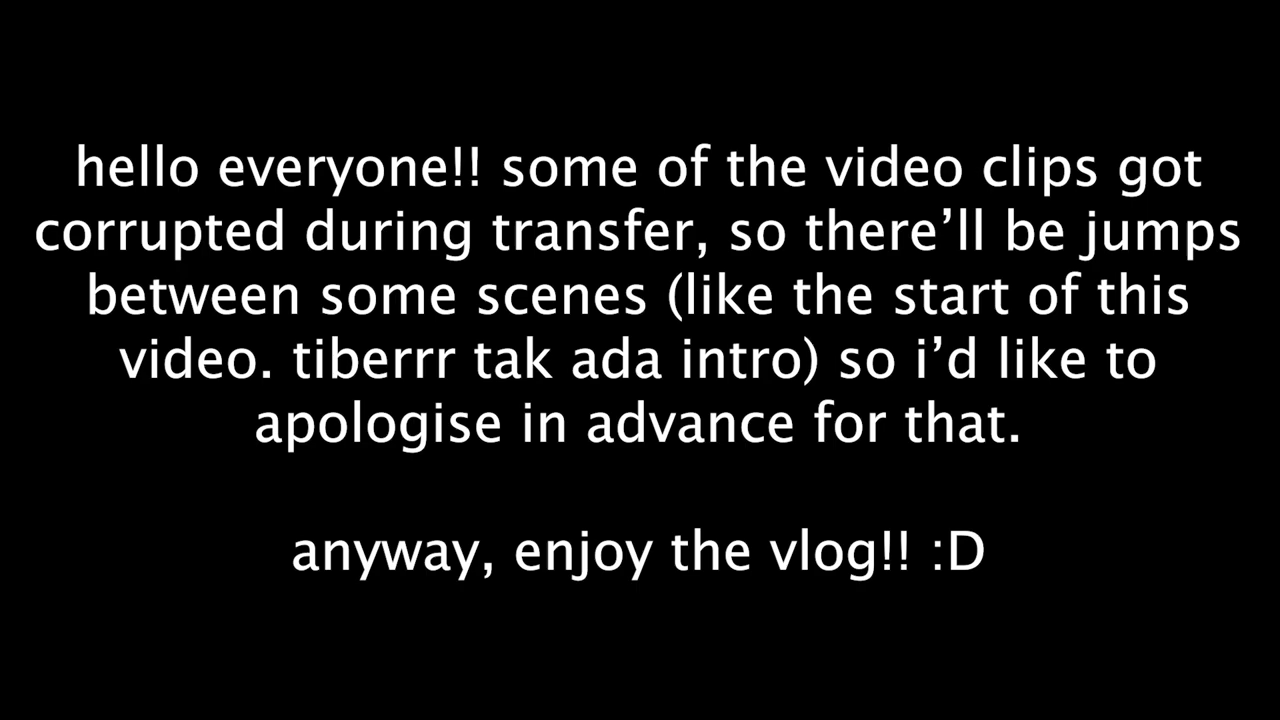 hello everyone!! some of the video clips got
corrupted during transfer, so there’ll be jumps
between some scenes (like the start of this
video. tiberrr tak ada intro) so i’d like to
apologise in advance for that.
anyway, enjoy the vlog!! :D